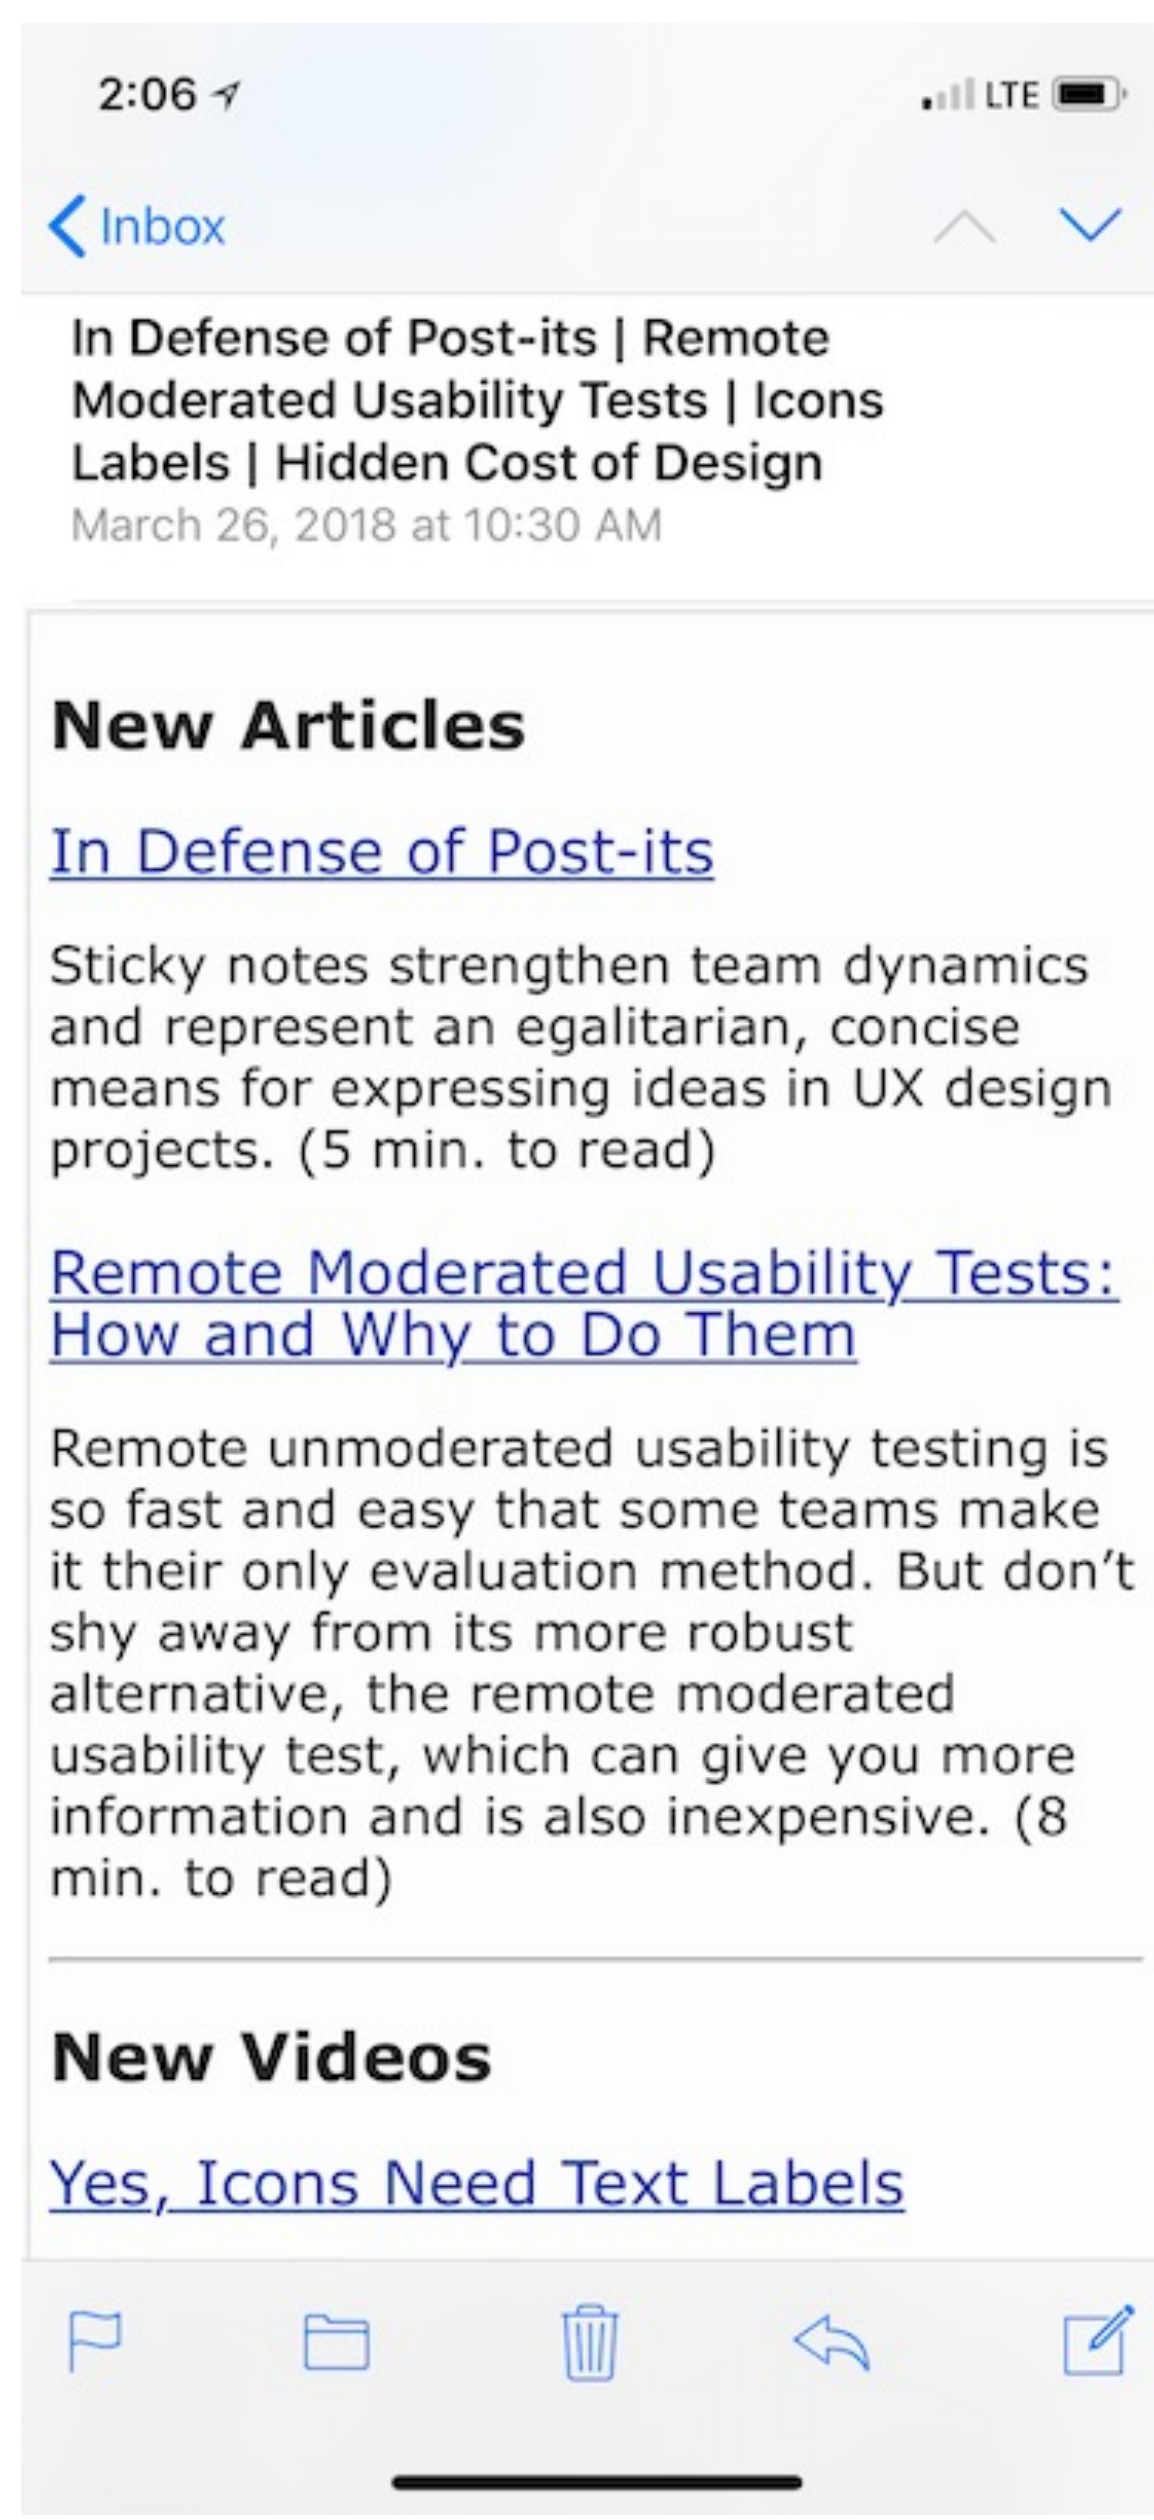 2:06
LTE
Inbox
In Defense of Post-its | Remote
Moderated Usability Tests | Icons
Labels | Hidden Cost of Design
March 26, 2018 at 10:30 AM
New Articles
In Defense of Post-its
Sticky notes strengthen team dynamics
and represent an egalitarian, concise
means for expressing ideas in UX design
projects. (5 min. to read)
Remote Moderated Usability Tests:
How and Why to Do Them
Remote unmoderated usability testing is
so fast and easy that some teams make
it their only evaluation method. But don’t
shy away from its more robust
alternative, the remote moderated
usability test, which can give you more
information and is also inexpensive. (8
min. to read)
New Videos
Yes, Icons Need Text Labels